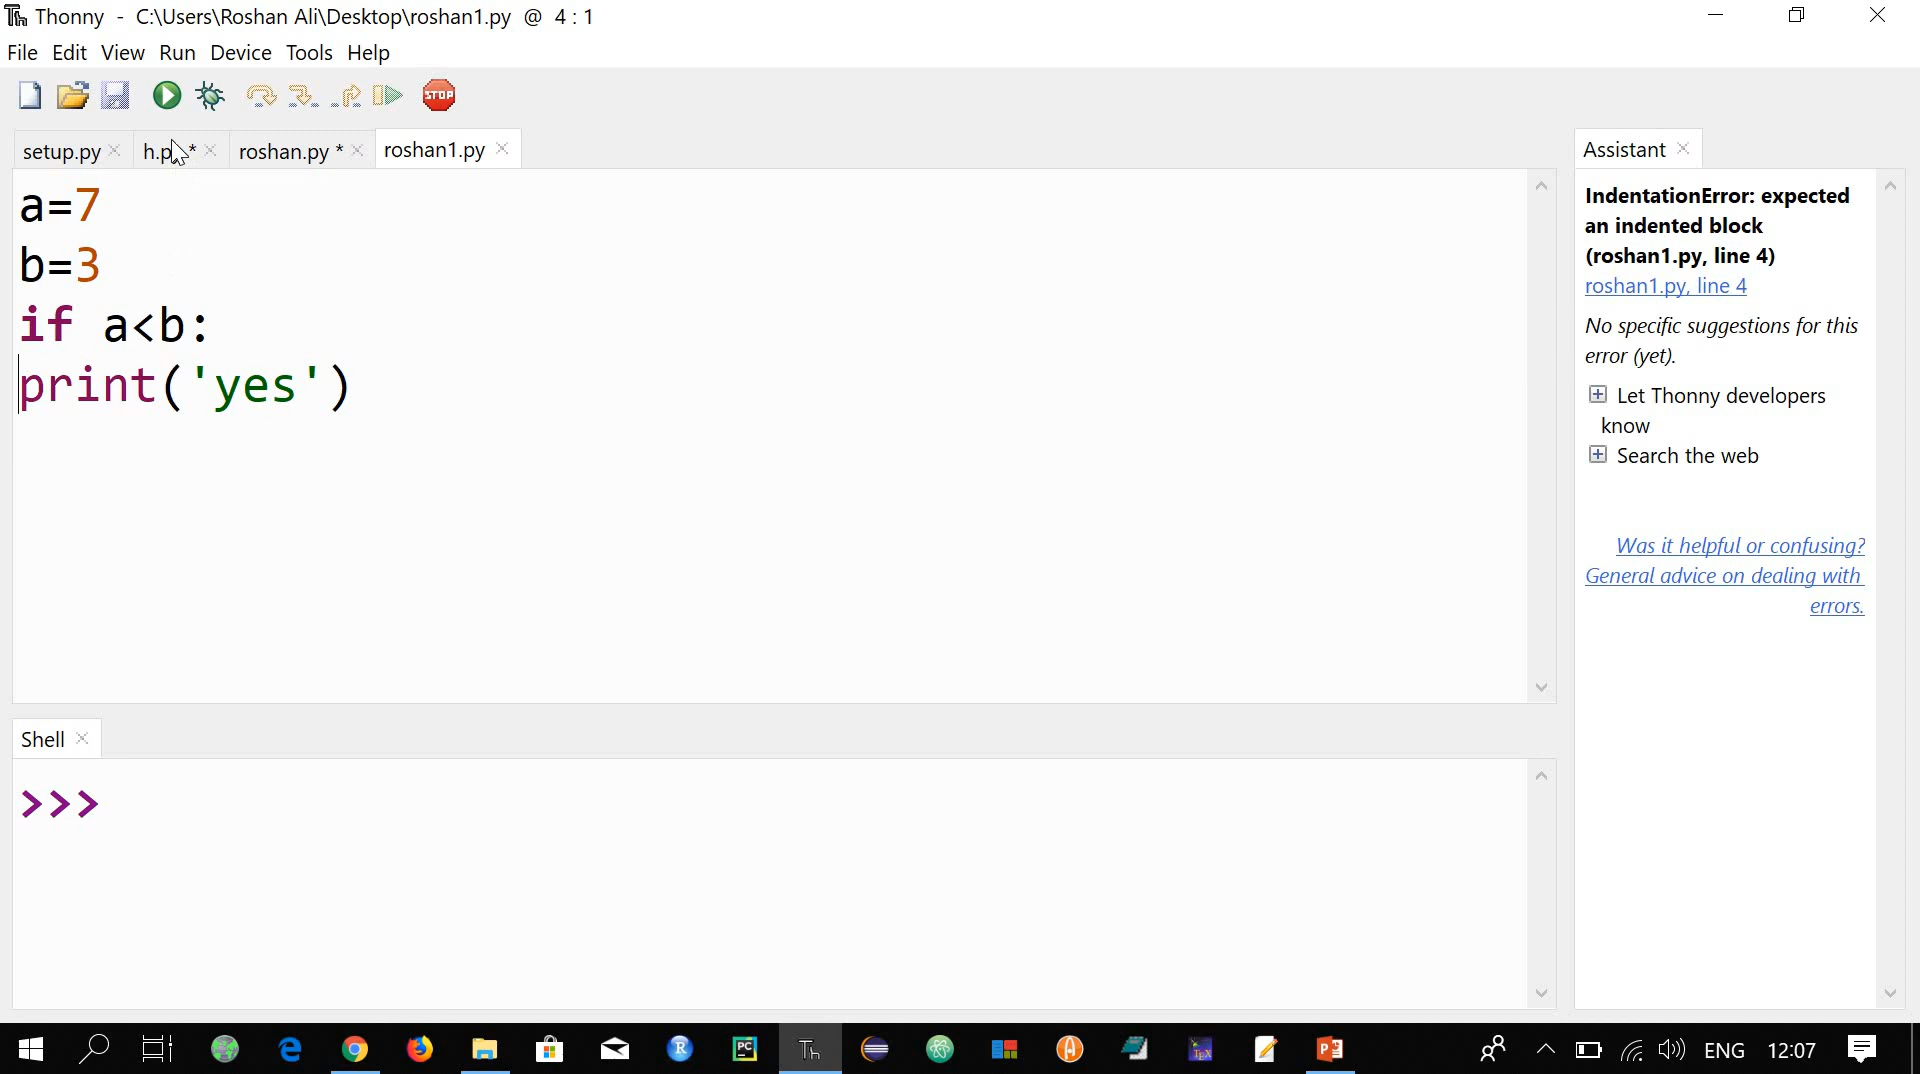 Thonny - C:\Users\Roshan Ali\Desktop\roshan1.py @ 4 : 1
File Edit View Run Device Tools Help
STOP
setup.py roshan.py * roshan1.py
a=7
b=3
if a<b:
print('yes')
Shell
>>>
Assistant
IndentationError: expected
an indented block
(roshan1.py, line 4)
roshan1.py, line 4
No specific suggestions for this
error (yet).
Let Thonny developers
know
Search the web
Was it helpful or confusing?
General advice on dealing with
errors.
PC Th
ENG 12:07